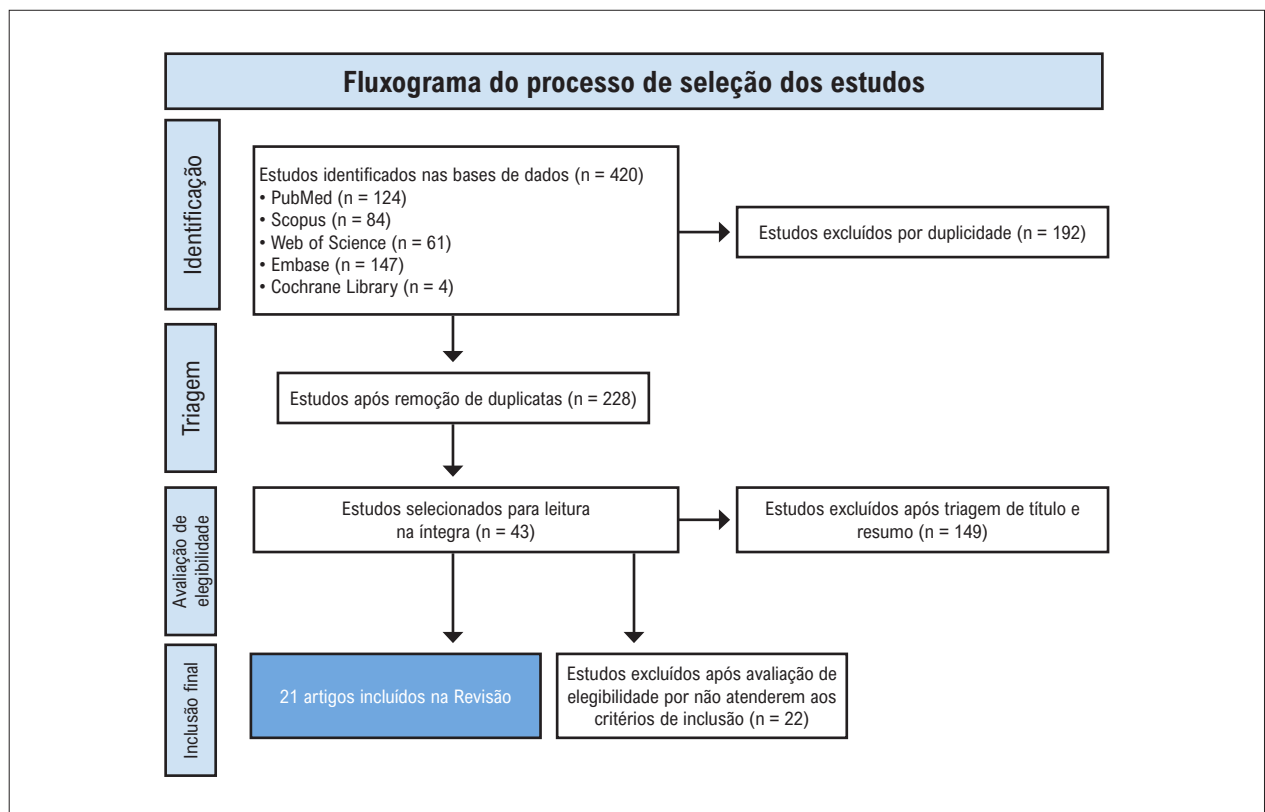 Fluxograma do processo de seleção dos estudos
Identificação
Estudos identificados nas bases de dados (n = 420)
• PubMed (n = 124)
• Scopus (n = 84)
• Web of Science (n = 61)
• Embase (n = 147)
• Cochrane Library (n = 4)
Estudos excluídos por duplicidade (n = 192)
Triagem
Estudos após remoção de duplicatas (n = 228)
Avaliação de
elegibilidade
Estudos selecionados para leitura
na íntegra (n = 43)
Estudos excluídos após triagem de título e
resumo (n = 149)
Inclusão final
21 artigos incluídos na Revisão
Estudos excluídos após avaliação de
elegibilidade por não atenderem aos
critérios de inclusão (n = 22)